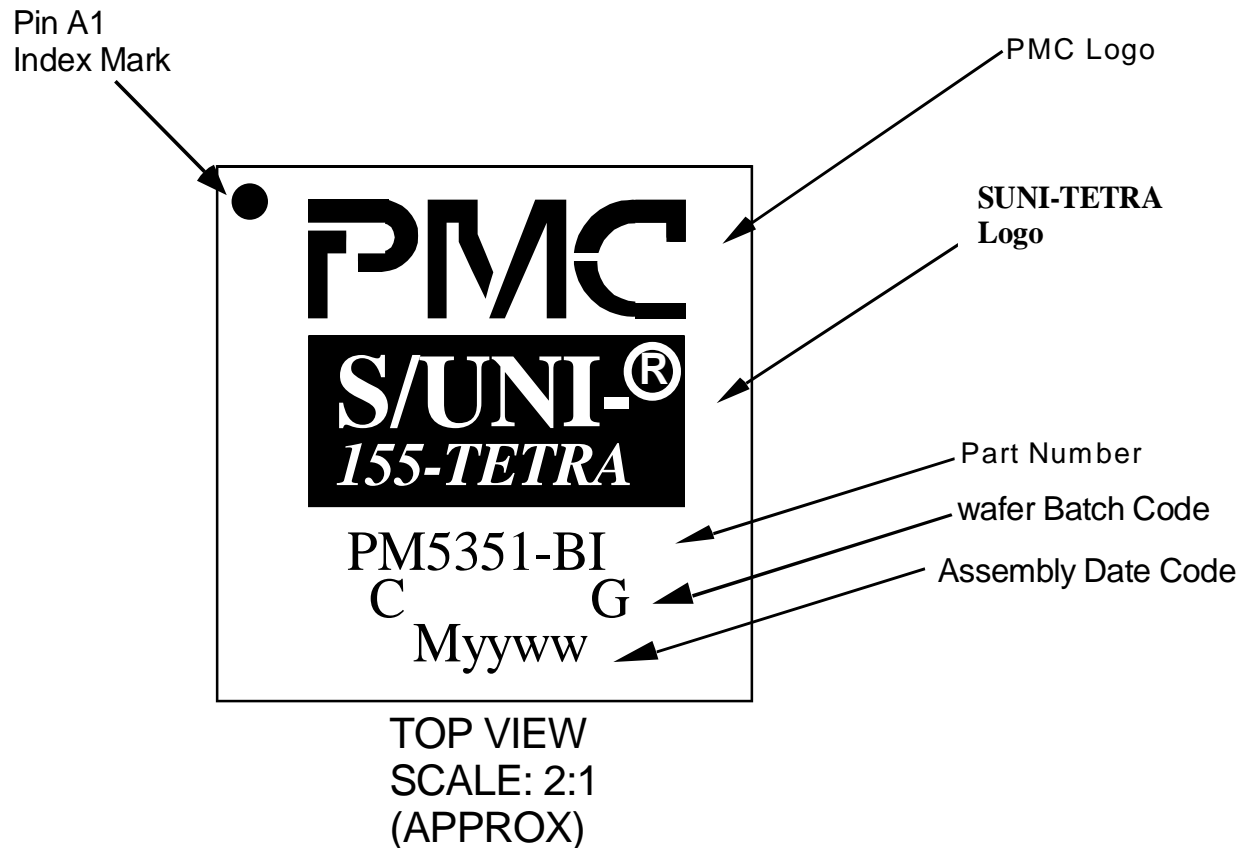 Pin A1
Index Mark
PMC Logo
SUNI-TETRA
Logo
PMC
S/UNI-®
155-TETRA
Part Number
wafer Batch Code
Assembly Date Code
PM5351-BI
C G
Myyww
TOP VIEW
SCALE: 2:1
(APPROX)